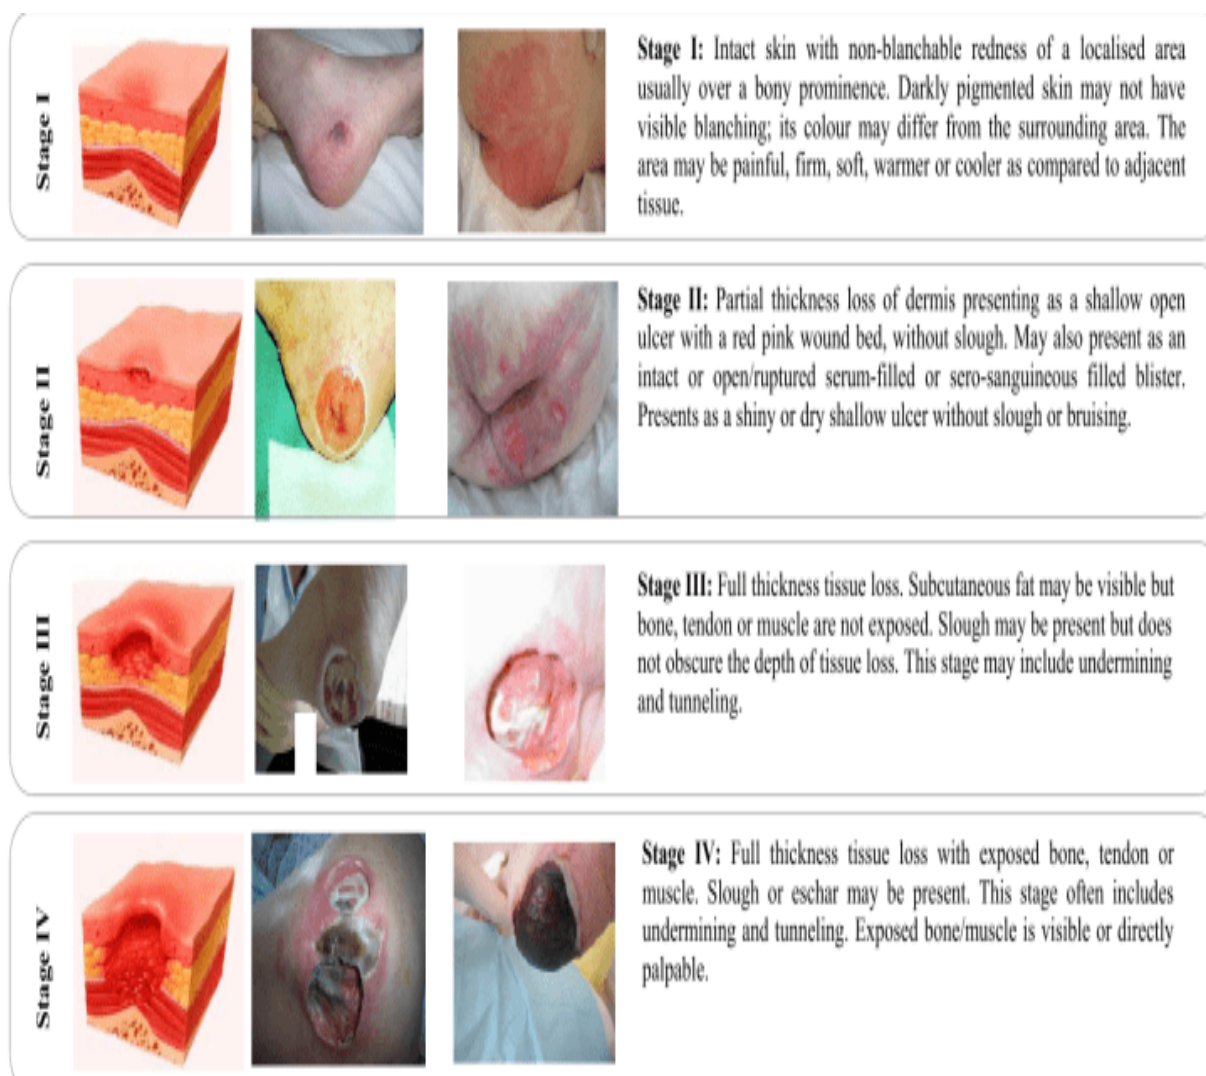 Stage I
Stage I: Intact skin with non-blanchable redness of a localised area
usually over a bony prominence. Darkly pigmented skin may not have
visible blanching; its colour may differ from the surrounding area. The
area may be painful, firm, soft, warmer or cooler as compared to adjacent
tissue.
Stage II
Stage II: Partial thickness loss of dermis presenting as a shallow open
ulcer with a red pink wound bed, without slough. May also present as an
intact or open/ruptured serum-filled or sero-sanguineous filled blister.
Presents as a shiny or dry shallow ulcer without slough or bruising.
Stage III
Stage III: Full thickness tissue loss. Subcutaneous fat may be visible but
bone, tendon or muscle are not exposed. Slough may be present but does
not obscure the depth of tissue loss. This stage may include undermining
and tunneling.
Stage IV
Stage IV: Full thickness tissue loss with exposed bone, tendon or
muscle. Slough or eschar may be present. This stage often includes
undermining and tunneling. Exposed bone/muscle is visible or directly
palpable.